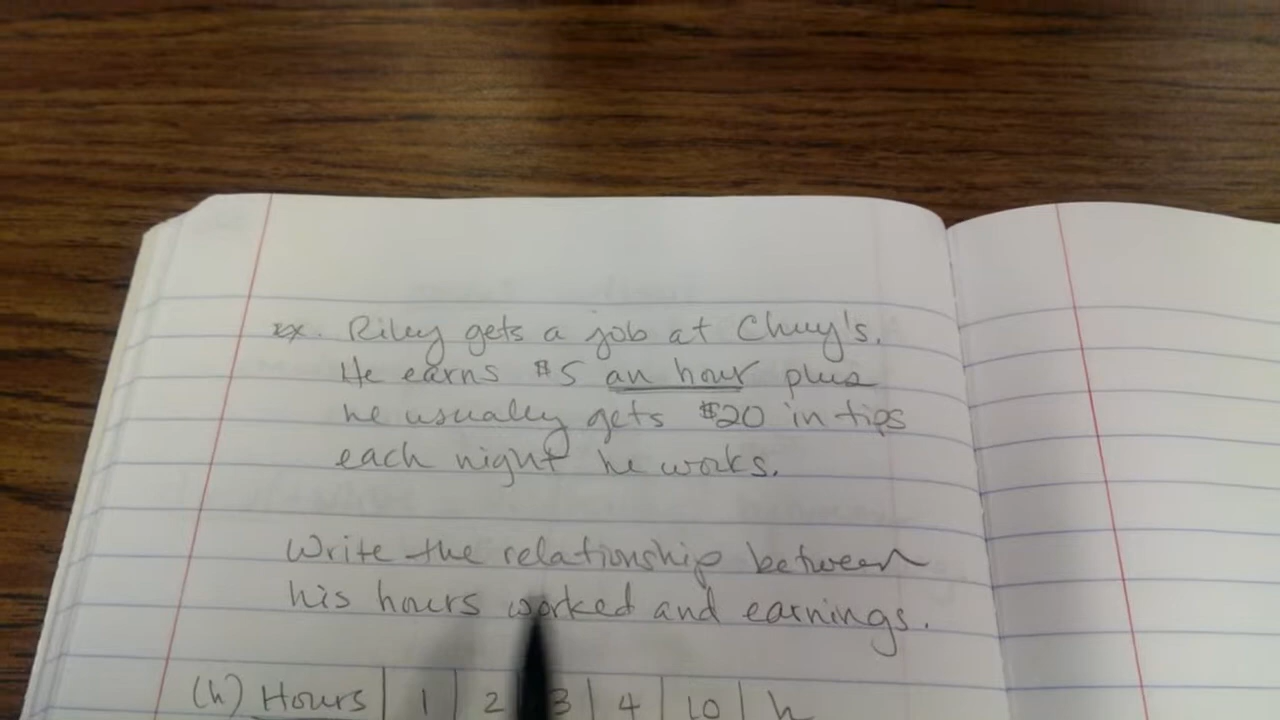 ex. Riley gets a job at Chuy's.
He earns $5 an hour plus
he usually gets $20 in tips
each night he works.
Write the relationship between
his hours worked and earnings.
(h) Hours | 1 | 2 | 3 | 4 | 10 | h